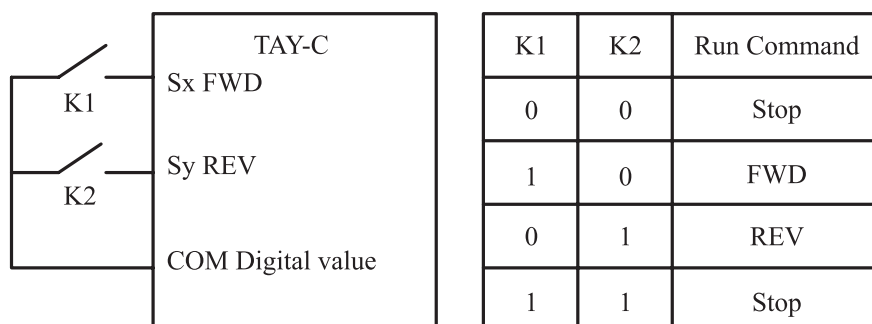 TAY-C
Sx FWD
K1
Sy REV
K2
COM Digital value
K1 K2 Run Command
0 0 Stop
1 0 FWD
0 1 REV
1 1 Stop